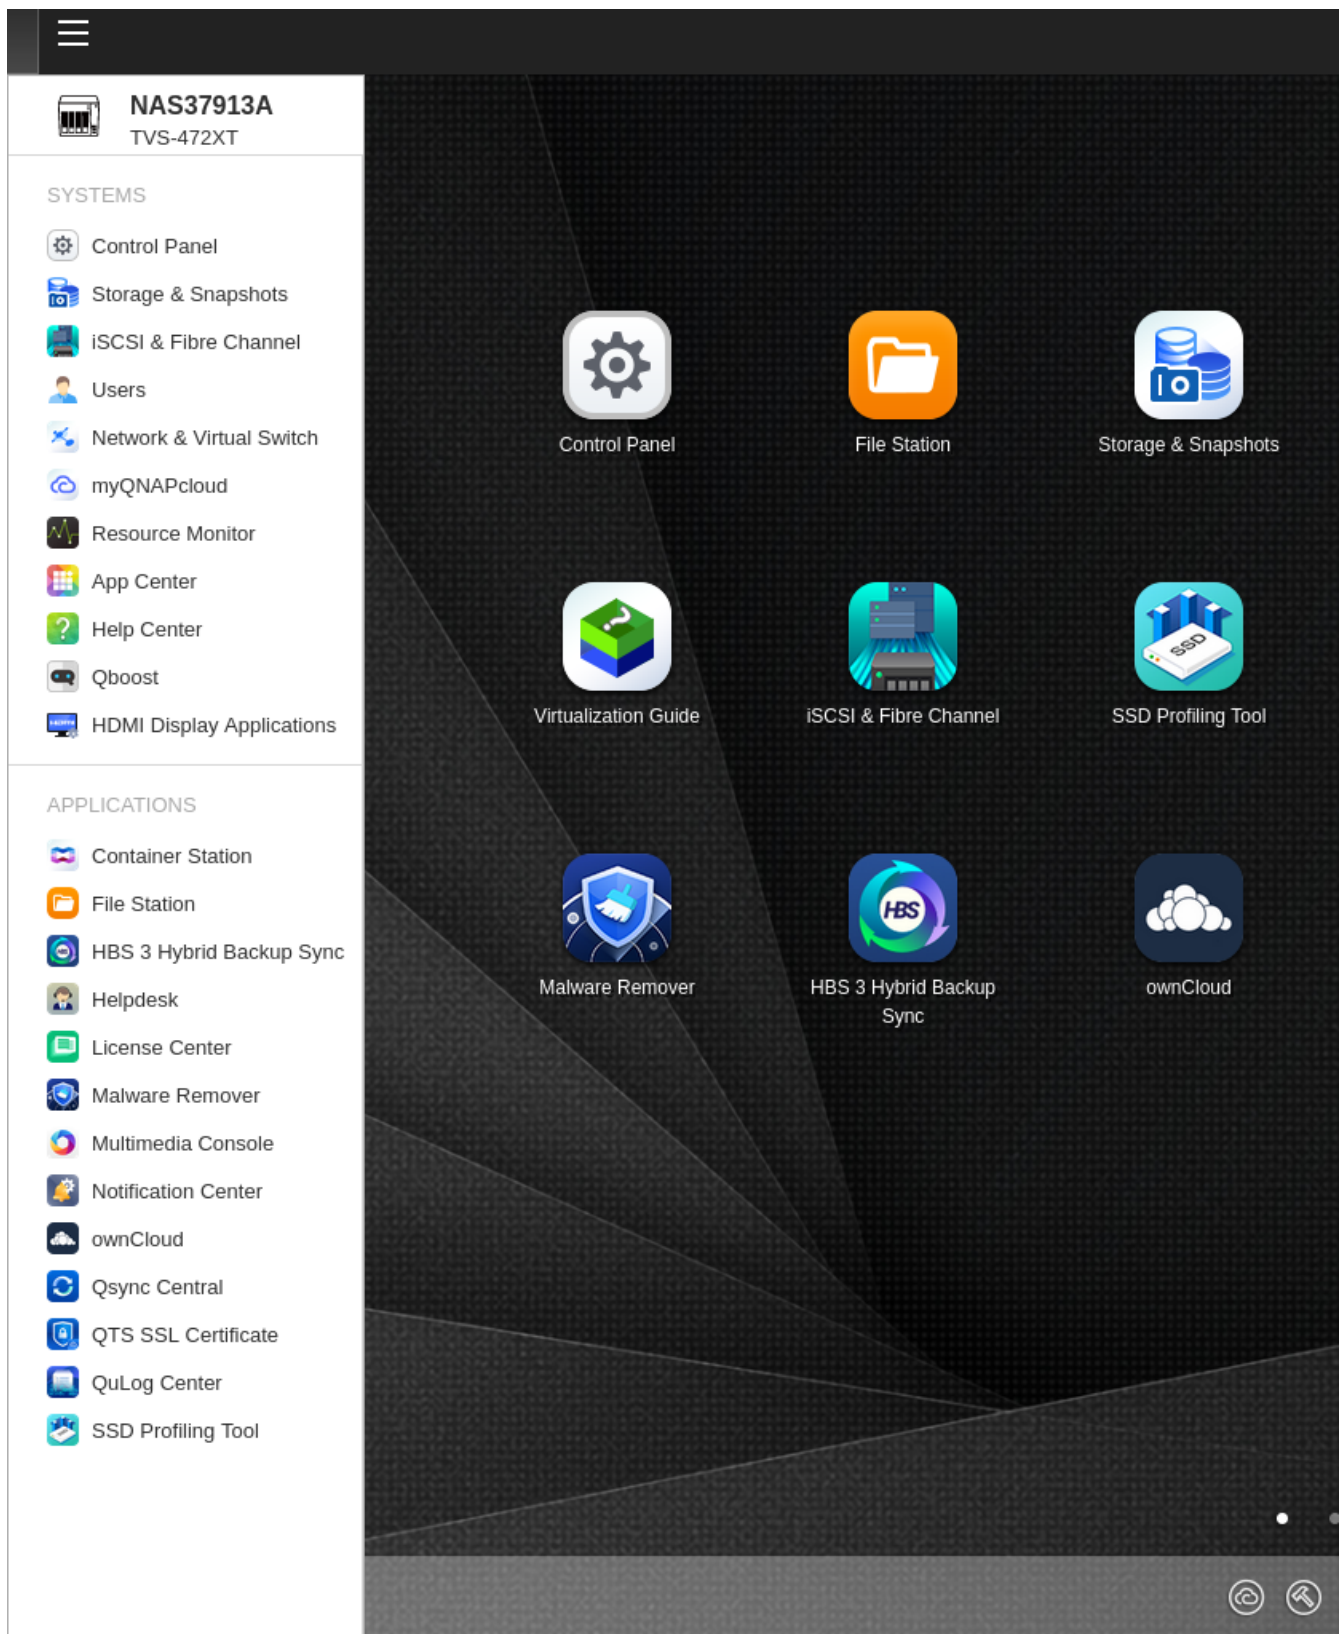 NAS37913A
TVS-472XT
SYSTEMS
Control Panel
Storage & Snapshots
iSCSI & Fibre Channel
Users
Network & Virtual Switch
myQNAPcloud
Resource Monitor
App Center
Help Center
Qboost
HDMI Display Applications
APPLICATIONS
Container Station
File Station
HBS 3 Hybrid Backup Sync
Helpdesk
License Center
Malware Remover
Multimedia Console
Notification Center
ownCloud
Qsync Central
QTS SSL Certificate
QuLog Center
SSD Profiling Tool
Control Panel
File Station
Storage & Snapshots
SSD
Virtualization Guide
iSCSI & Fibre Channel
SSD Profiling Tool
HBS
Malware Remover
HBS 3 Hybrid Backup
Sync
ownCloud